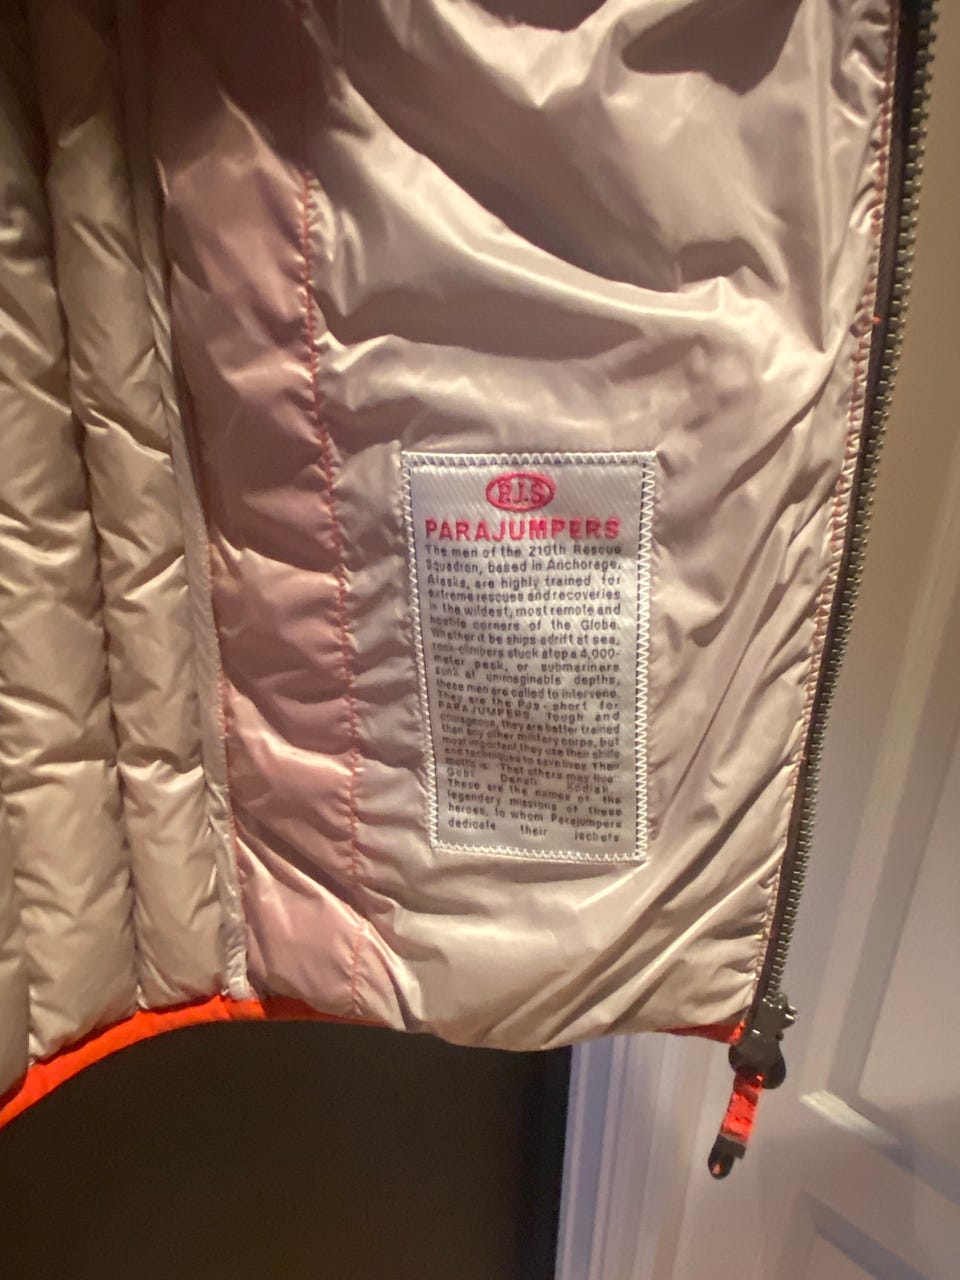 P.J.S
PARAJUMPERS
The men of the 210th Rescue
Squadron, based in Anchorage,
Alaska, are highly trained for
extreme rescues and recoveries
in the wildest, most remote and
hostile corners of the Globe.
Whether it be ships adrift at sea,
rock-climbers stuck atop a 4,000-
meter peak, or submariners
sunk at unimaginable depths,
these men are called to intervene.
They are the PJs - short for
PARAJUMPERS. Tough and
courageous, they are better trained
than any other military corps, but
most important, they use their skills
and techniques to save lives. Their
motto is: "That others may live"
Gobi, Denali, Kodiak.
These are the names of the
legendary missions of these
heroes, to whom Parajumpers
dedicate their jackets